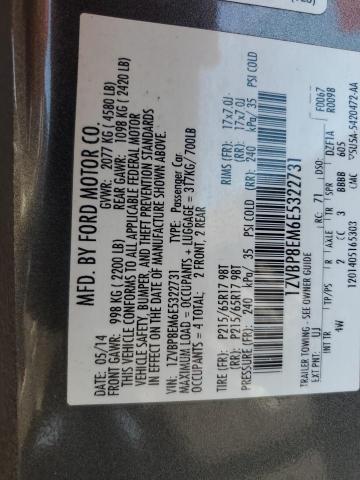 MFD. BY FORD MOTOR CO.
DATE: 05/14 GVWR: 2077 KG ( 4580 LB)
FRONT GAWR: 998 KG ( 2200 LB) REAR GAWR: 1098 KG ( 2420 LB)
THIS VEHICLE CONFORMS TO ALL APPLICABLE FEDERAL MOTOR
VEHICLE SAFETY, BUMPER, AND THEFT PREVENTION STANDARDS
IN EFFECT ON THE DATE OF MANUFACTURE SHOWN ABOVE.
VIN: 1ZVBP8EM6E5322731 TYPE: Passenger Car
MAXIMUM LOAD = OCCUPANTS + LUGGAGE = 317KG/ 700LB
OCCUPANTS = 4 TOTAL: 2 FRONT, 2 REAR
TIRE (FR): P215/65R17 98T RIMS (FR): 17x7.0J
(RR): P215/65R17 98T (RR): 17x7.0J
PRESSURE (FR): 240 kPa/ 35 PSI COLD (RR): 240 kPa/ 35 PSI COLD
1ZVBP8EM6E5322731
TRAILER TOWING - SEE OWNER GUIDE
F0067
R0098
EXT PNT: UJ RC: 71 DSO:
INT TR TP/PS R AXLE TR SPR DZF1A
4W 2 C 3 BBBB 605
1201405165303 GMC